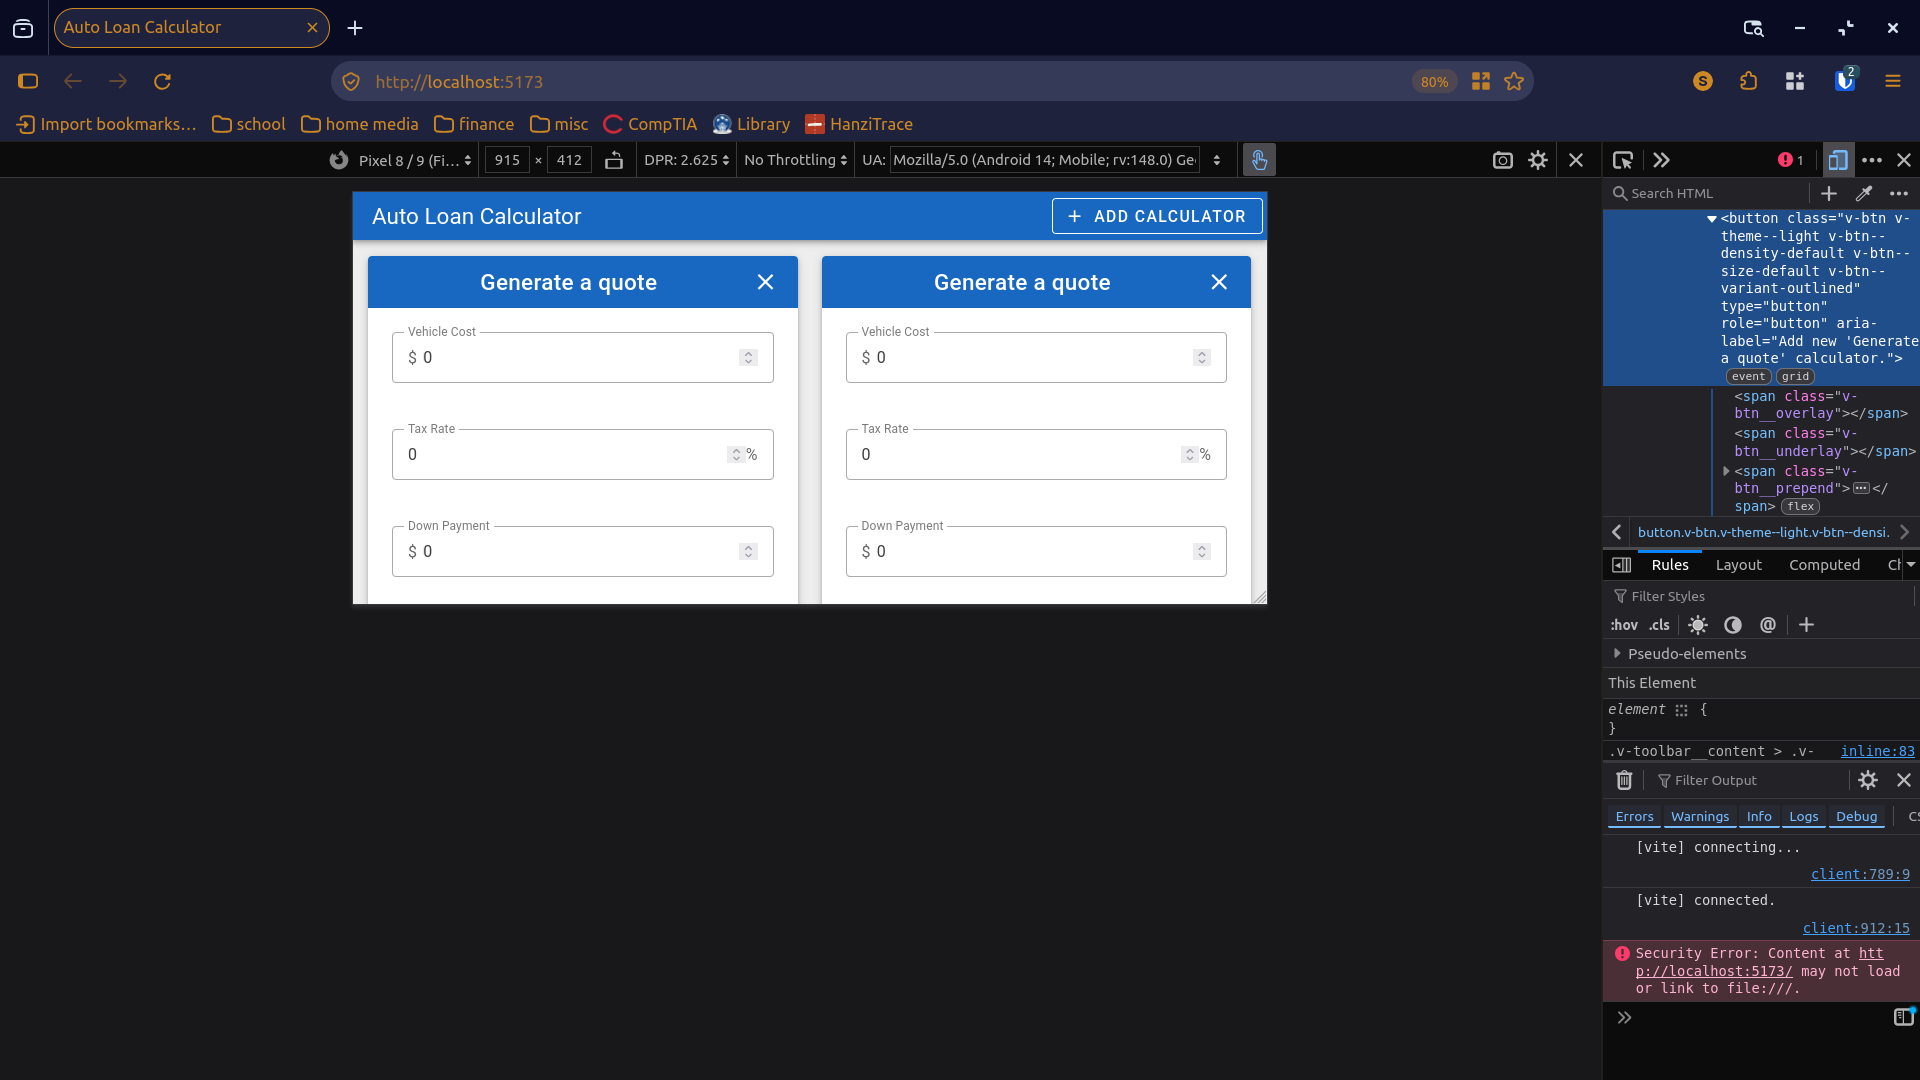 Auto Loan Calculator
http://localhost:5173
80%
S
2
Import bookmarks...
school
home media
finance
misc
CompTIA
Library
HanziTrace
Pixel 8 / 9 (Fi...
915 × 412
DPR: 2.625
No Throttling
UA: Mozilla/5.0 (Android 14; Mobile; rv:148.0) Ge
1
Auto Loan Calculator
+ ADD CALCULATOR
Generate a quote
Vehicle Cost
$ 0
Tax Rate
0 %
Down Payment
$ 0
Generate a quote
Vehicle Cost
$ 0
Tax Rate
0 %
Down Payment
$ 0
Search HTML
<button class="v-btn v-
theme--light v-btn--
density-default v-btn--
size-default v-btn--
variant-outlined"
type="button"
role="button" aria-
label="Add new 'Generate
a quote' calculator.">
event grid
<span class="v-
btn__overlay"></span>
<span class="v-
btn__underlay"></span>
<span class="v-
btn__prepend">…</
span> flex
button.v-btn.v-theme--light.v-btn--densi.
Rules
Layout
Computed
Ch
Filter Styles
:hov .cls @ +
Pseudo-elements
This Element
element {
}
.v-toolbar__content > .v-
inline:83
Filter Output
Errors
Warnings
Info
Logs
Debug
CS
[vite] connecting...
client:789:9
[vite] connected.
client:912:15
Security Error: Content at htt
p://localhost:5173/ may not load
or link to file:///.